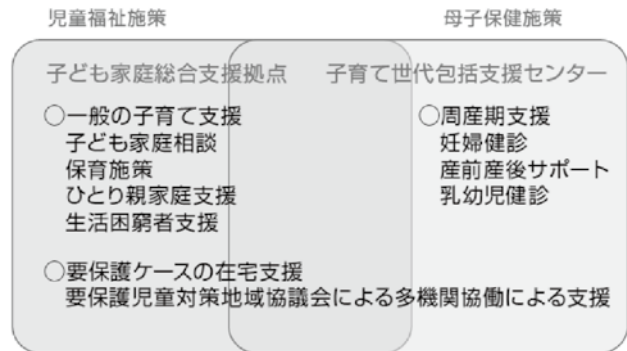 児童福祉施策
母子保健施策
子ども家庭総合支援拠点
子育て世代包括支援センター
○一般の子育て支援
子ども家庭相談
保育施策
ひとり親家庭支援
生活困窮者支援
○周産期支援
妊婦健診
産前産後サポート
乳幼児健診
○要保護ケースの在宅支援
要保護児童対策地域協議会による多機関協働による支援